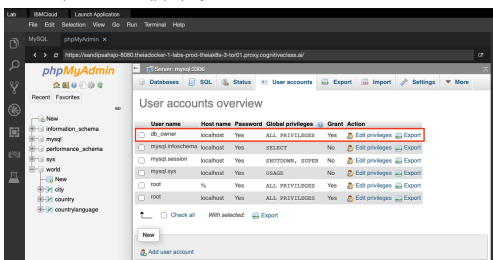 Lab IBMCloud Launch Application
File Edit Selection View Go Run Terminal Help
MySQL phpMyAdmin ×
https://sandipsahajo-8080.theiadocker-1-labs-prod-theiak8s-3-tor01.proxy.cognitiveclass.ai/
phpMyAdmin
Recent Favorites
New
information_schema
mysql
performance_schema
sys
world
New
city
country
countrylanguage
Server: mysql:3306
Databases SQL Status User accounts Export Import Settings More
User accounts overview
User name Host name Password Global privileges Grant Action
db_owner localhost Yes ALL PRIVILEGES Yes Edit privileges Export
mysql.infoschema localhost Yes SELECT No Edit privileges Export
mysql.session localhost Yes SHUTDOWN, SUPER No Edit privileges Export
mysql.sys localhost Yes USAGE No Edit privileges Export
root % Yes ALL PRIVILEGES Yes Edit privileges Export
root localhost Yes ALL PRIVILEGES Yes Edit privileges Export
Check all With selected: Export
New
Add user account